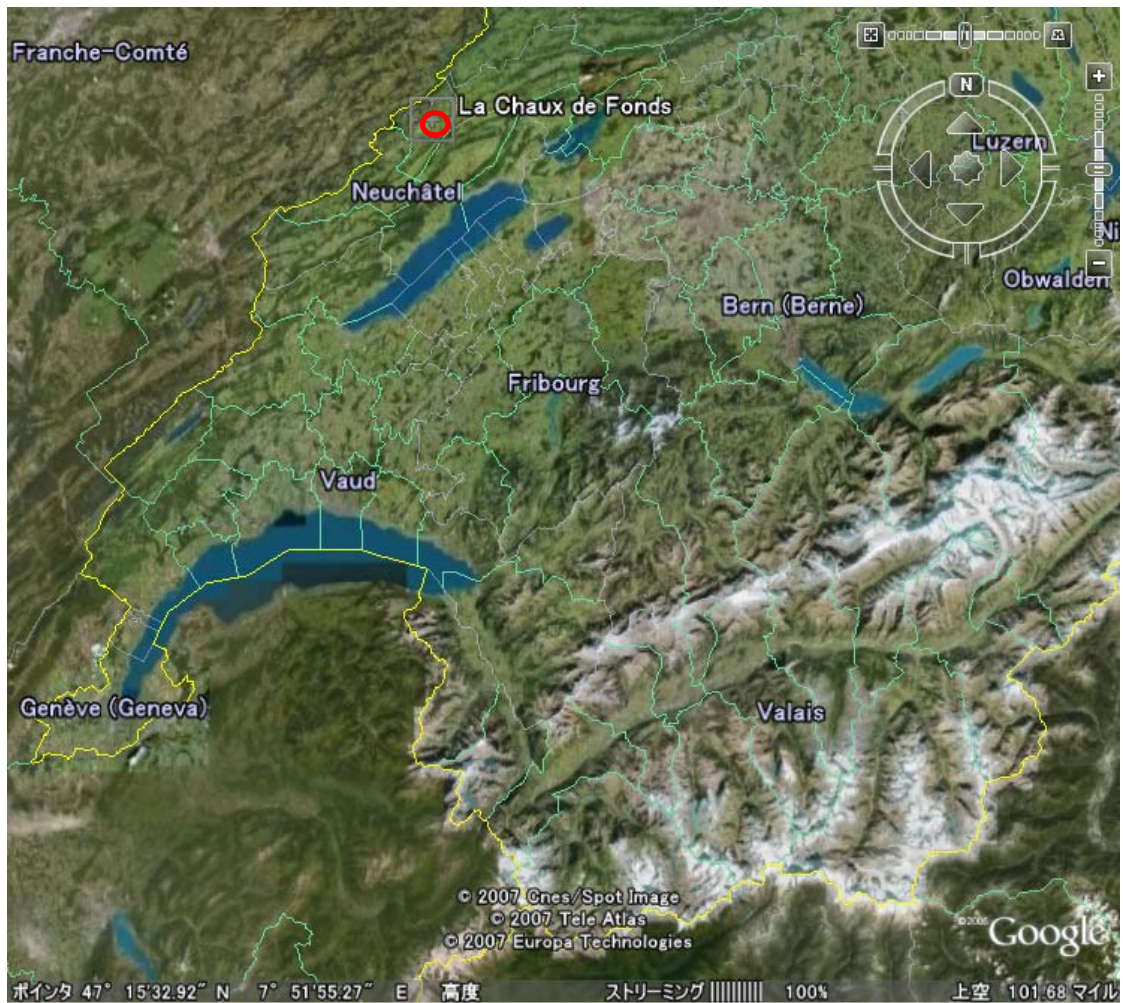 Franche-Comté
La Chaux de Fonds
N
Luzern
Neuchâtel
Ni
Obwalden
Bern (Berne)
Fribourg
Vaud
Genève (Geneva)
Valais
© 2007 Cnes/Spot Image
© 2007 Tele Atlas
© 2007 Europa Technologies
Google
ポインタ 47° 15'32.92" N 7° 51'55.27" E 高度 ストリーミング 100% 上空 101.68 マイル